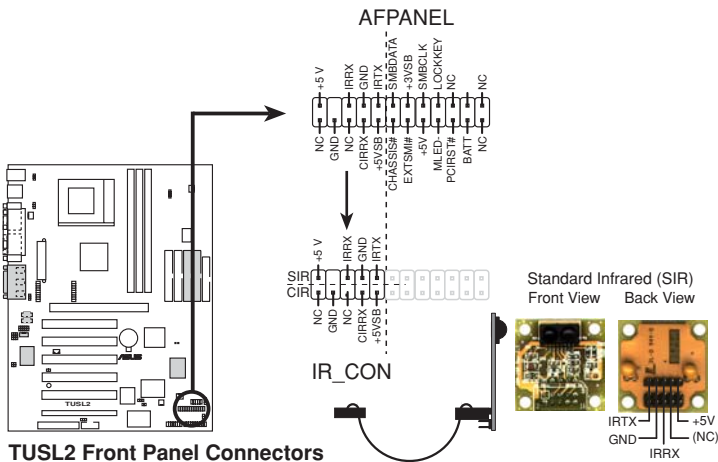 AFPANEL
+5 V
IRRX
GND
IRTX
SMBDATA
+3VSB
SMBCLK
LOCKKEY
NC
NC
NC
GND
NC
CIRRX
+5VSB
CHASSIS#
EXTSMI#
+5V
MLED-
PCIRST#
BATT
NC
+5 V
IRRX
GND
IRTX
SIR
CIR
NC
GND
NC
CIRRX
+5VSB
IR_CON
Standard Infrared (SIR)
Front View Back View
IRTX
GND
IRRX
+5V
(NC)
ASUS
TUSL2
TUSL2 Front Panel Connectors